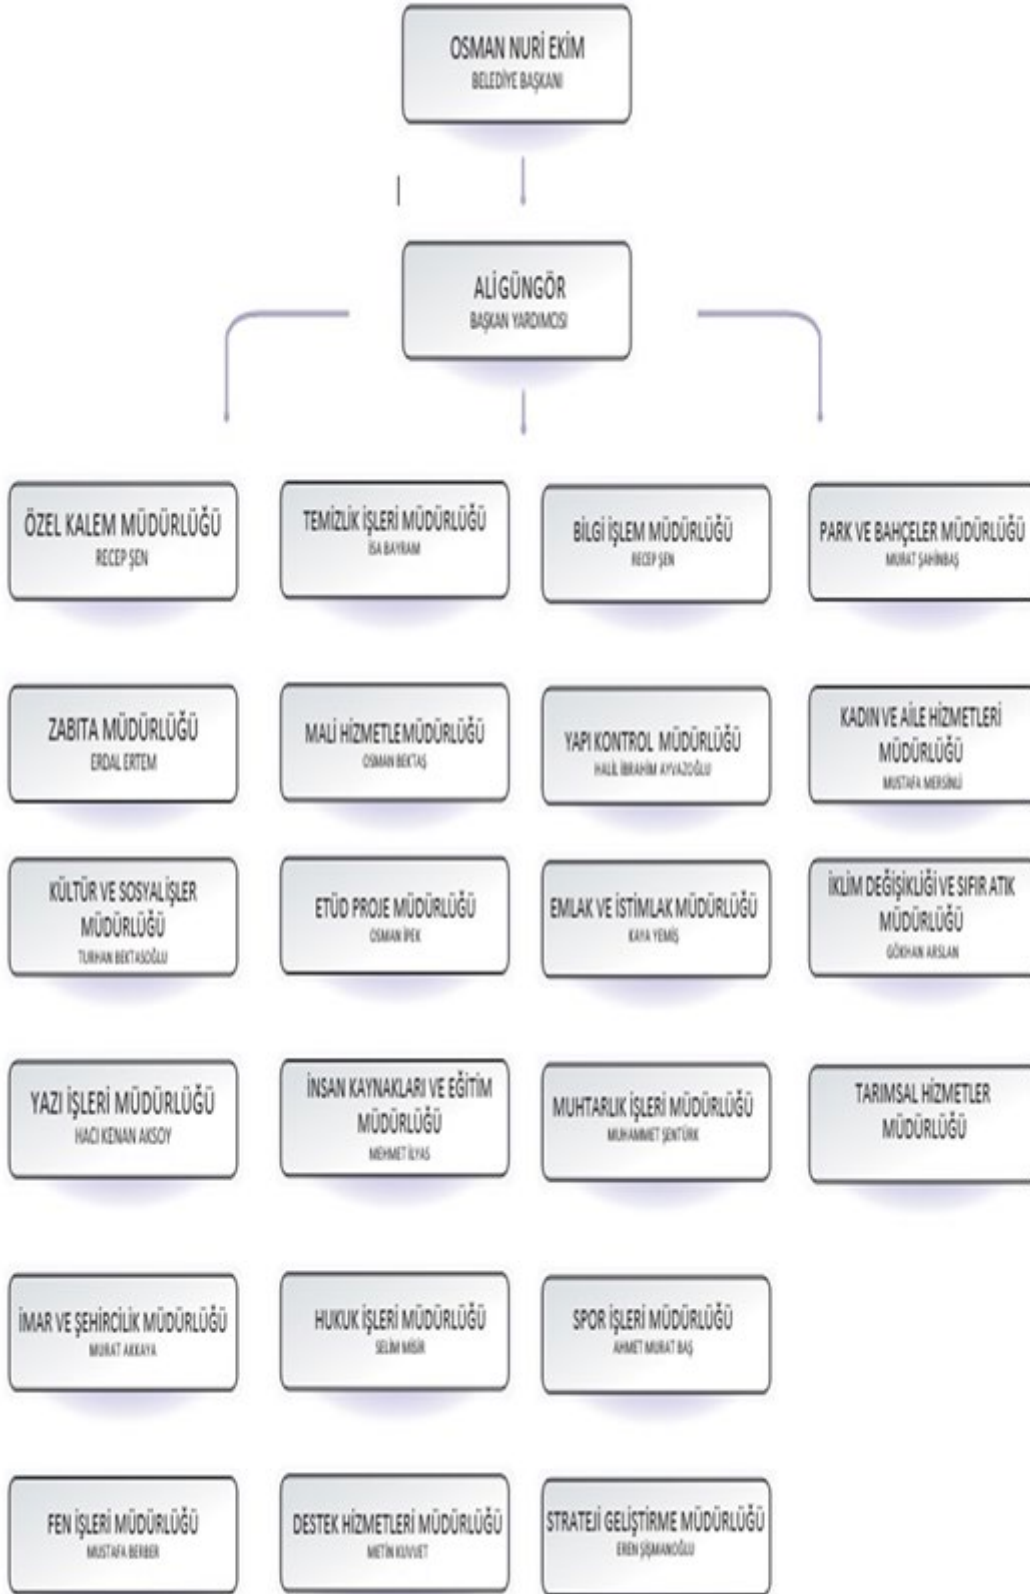 OSMAN NURİ EKİM
BELEDİYE BAŞKANI
ALİ GÜNGÖR
BAŞKAN YARDIMCISI
ÖZEL KALEM MÜDÜRLÜĞÜ
RECEP ŞEN
TEMİZLİK İŞLERİ MÜDÜRLÜĞÜ
İSA BAYRAM
BİLGİ İŞLEM MÜDÜRLÜĞÜ
RECEP ŞEN
PARK VE BAHÇELER MÜDÜRLÜĞÜ
MURAT ŞAHİNBAŞ
ZABITA MÜDÜRLÜĞÜ
ERDAL ERTEM
MALİ HİZMETLE MÜDÜRLÜĞÜ
OSMAN BEKTAŞ
YAPI KONTROL MÜDÜRLÜĞÜ
HALİL İBRAHİM AYVAZOĞLU
KADIN VE AİLE HİZMETLERİ
MÜDÜRLÜĞÜ
MUSTAFA MERSİNLİ
KÜLTÜR VE SOSYAL İŞLER
MÜDÜRLÜĞÜ
TURHAN BEKTASOĞLU
ETÜD PROJE MÜDÜRLÜĞÜ
OSMAN İPEK
EMLAK VE İSTİMLAK MÜDÜRLÜĞÜ
KAYA YEMİŞ
İKLİM DEĞİŞİKLİĞİ VE SIFIR ATIK
MÜDÜRLÜĞÜ
GÖKHAN ARSLAN
YAZI İŞLERİ MÜDÜRLÜĞÜ
HACI KENAN AKSOY
İNSAN KAYNAKLARI VE EĞİTİM
MÜDÜRLÜĞÜ
MEHMET İLYAS
MUHTARLIK İŞLERİ MÜDÜRLÜĞÜ
MUHAMMET ŞENTÜRK
TARIMSAL HİZMETLER
MÜDÜRLÜĞÜ
İMAR VE ŞEHİRCİLİK MÜDÜRLÜĞÜ
MURAT AKKAYA
HUKUK İŞLERİ MÜDÜRLÜĞÜ
SELİM MISIR
SPOR İŞLERİ MÜDÜRLÜĞÜ
AHMET MURAT BAŞ
FEN İŞLERİ MÜDÜRLÜĞÜ
MUSTAFA BERBER
DESTEK HİZMETLERİ MÜDÜRLÜĞÜ
METİN KUVVET
STRATEJİ GELİŞTİRME MÜDÜRLÜĞÜ
EREN ŞİŞMANOĞLU